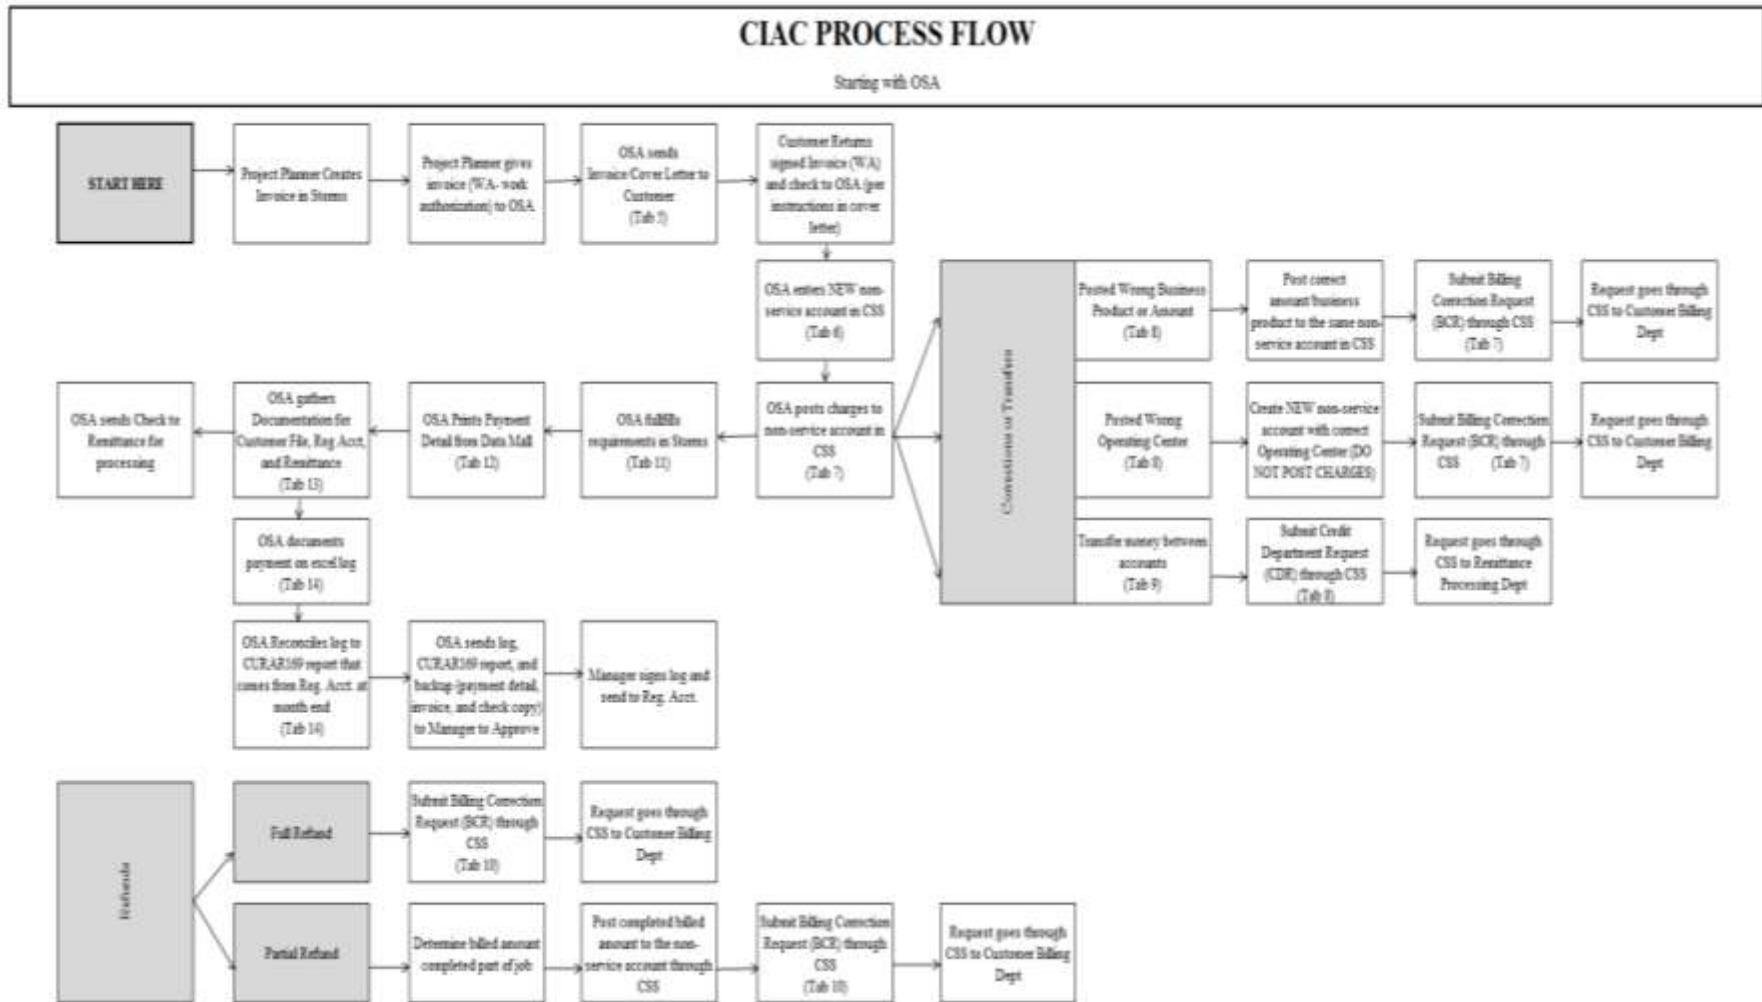 CIAC PROCESS FLOW
Starting with OSA
START HERE
Project Planner Creates
Invoice in Storms
Project Planner gives
invoice (WA- work
authorization) to OSA
OSA sends
Invoice Cover Letter to
Customer
(Tab 5)
Customer Returns
signed Invoice (WA)
and check to OSA (per
instructions in cover
letter)
OSA enters NEW non-
service account in CSS
(Tab 6)
OSA posts charges to
non-service account in
CSS
(Tab 7)
Corrections or Transfers
Posted Wrong Business
Product or Amount
(Tab 8)
Post correct
amount/business
product to the same non-
service account in CSS
Submit Billing
Correction Request
(BCR) through CSS
(Tab 7)
Request goes through
CSS to Customer Billing
Dept
Posted Wrong
Operating Center
(Tab 8)
Create NEW non-service
account with correct
Operating Center (DO
NOT POST CHARGES)
Submit Billing Correction
Request (BCR) through
CSS (Tab 7)
Request goes through
CSS to Customer Billing
Dept
Transfer money between
accounts
(Tab 9)
Submit Credit
Department Request
(CDR) through CSS
(Tab 8)
Request goes through
CSS to Remittance
Processing Dept
OSA fullfills
requirements in Storms
(Tab 11)
OSA Prints Payment
Detail from Data Mall
(Tab 12)
OSA gathers
Documentation for
Customer File, Reg Acct,
and Remittance
(Tab 13)
OSA sends Check to
Remittance for
processing
OSA documents
payment on excel log
(Tab 14)
OSA Reconciles log to
CURAR169 report that
comes from Reg. Acct. at
month end
(Tab 14)
OSA sends log,
CURAR169 report, and
backup (payment detail,
invoice, and check copy)
to Manager to Approve
Manager signs log and
send to Reg. Acct.
Refunds
Full Refund
Submit Billing Correction
Request (BCR) through
CSS
(Tab 10)
Request goes through
CSS to Customer Billing
Dept
Partial Refund
Determine billed amount
completed part of job
Post completed billed
amount to the non-
service account through
CSS
Submit Billing Correction
Request (BCR) through
CSS
(Tab 10)
Request goes through
CSS to Customer Billing
Dept